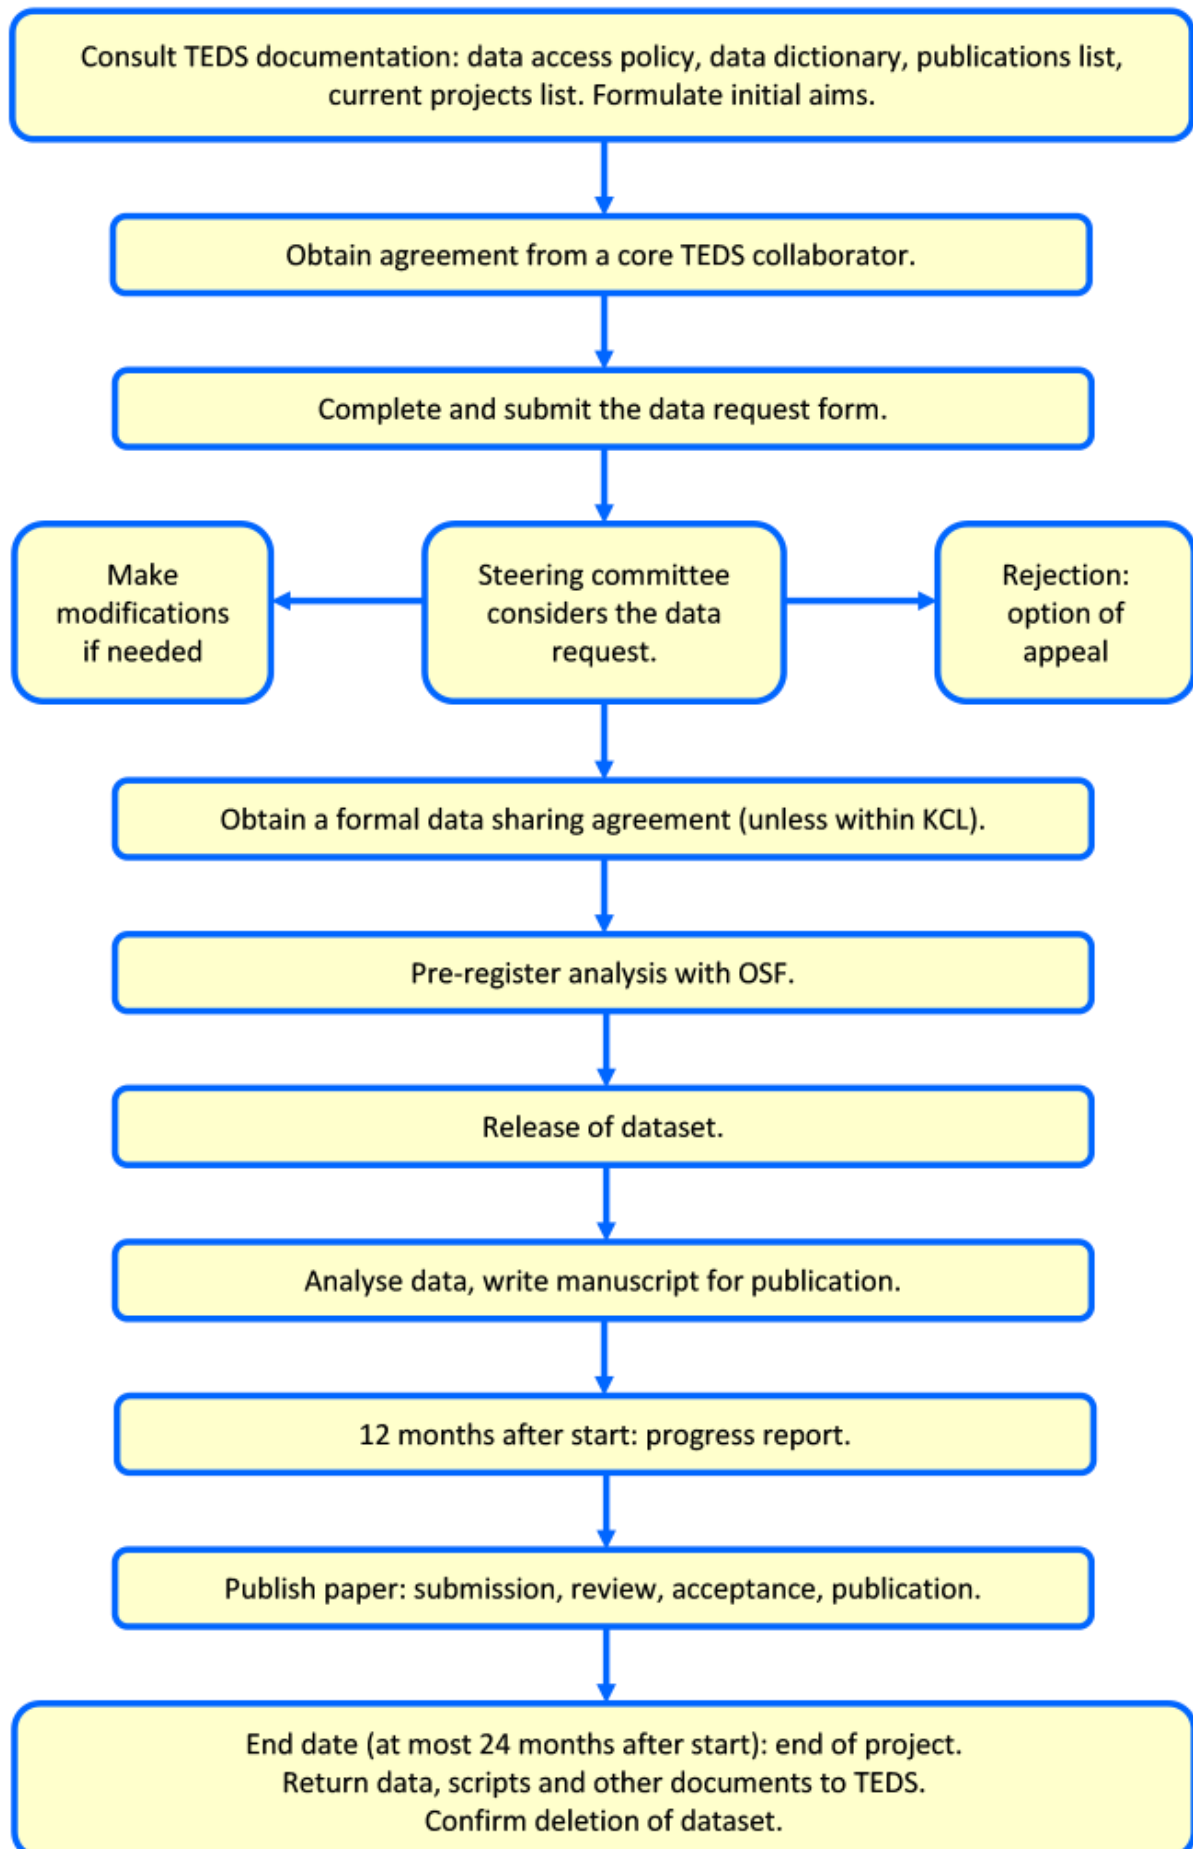 Consult TEDS documentation: data access policy, data dictionary, publications list,
current projects list. Formulate initial aims.
Obtain agreement from a core TEDS collaborator.
Complete and submit the data request form.
Make
modifications
if needed
Steering committee
considers the data
request.
Rejection:
option of
appeal
Obtain a formal data sharing agreement (unless within KCL).
Pre-register analysis with OSF.
Release of dataset.
Analyse data, write manuscript for publication.
12 months after start: progress report.
Publish paper: submission, review, acceptance, publication.
End date (at most 24 months after start): end of project.
Return data, scripts and other documents to TEDS.
Confirm deletion of dataset.